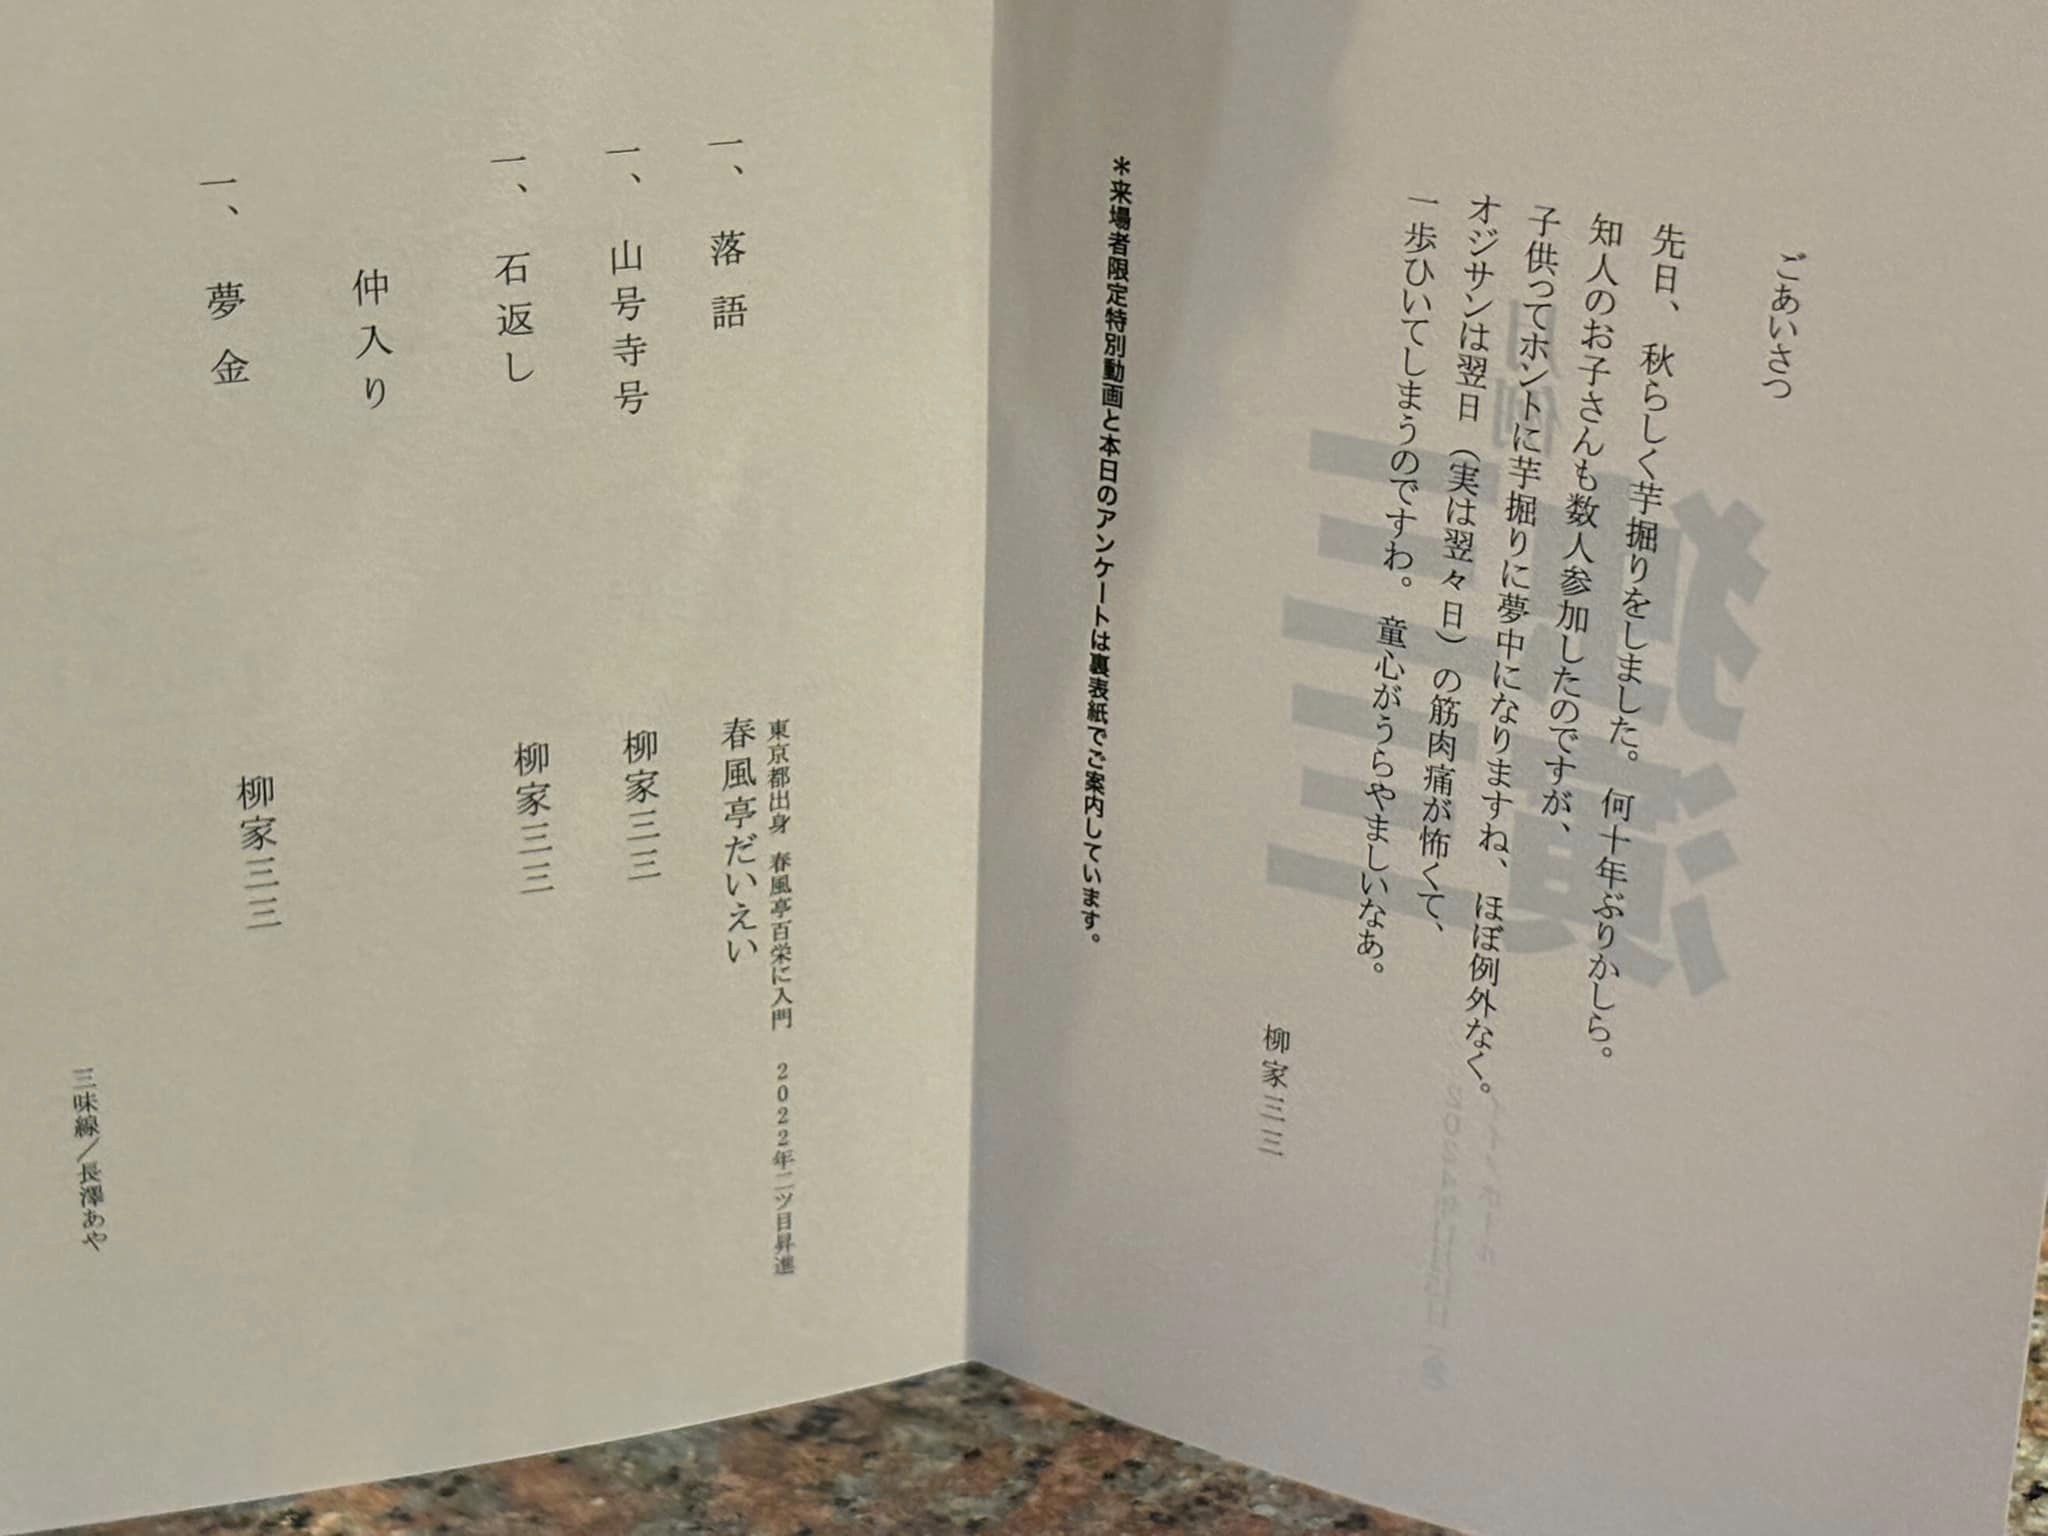 ごあいさつ
先日、秋らしく芋掘りをしました。何十年ぶりかしら。
知人のお子さんも数人参加したのですが、
子供ってホントに芋掘りに夢中になりますね、ほぼ例外なく。
オジサンは翌日（実は翌々日）の筋肉痛が怖くて、
一歩ひいてしまうのですわ。童心がうらやましいなあ。
柳家三三
＊来場者限定特別動画と本日のアンケートは裏表紙でご案内しています。
東京都出身 春風亭百栄に入門 2022年二ツ目昇進
一、落語 春風亭だいえい
一、山号寺号 柳家三三
一、石返し 柳家三三
仲入り
一、夢金 柳家三三
三味線／長澤あや
月例
三三
独演